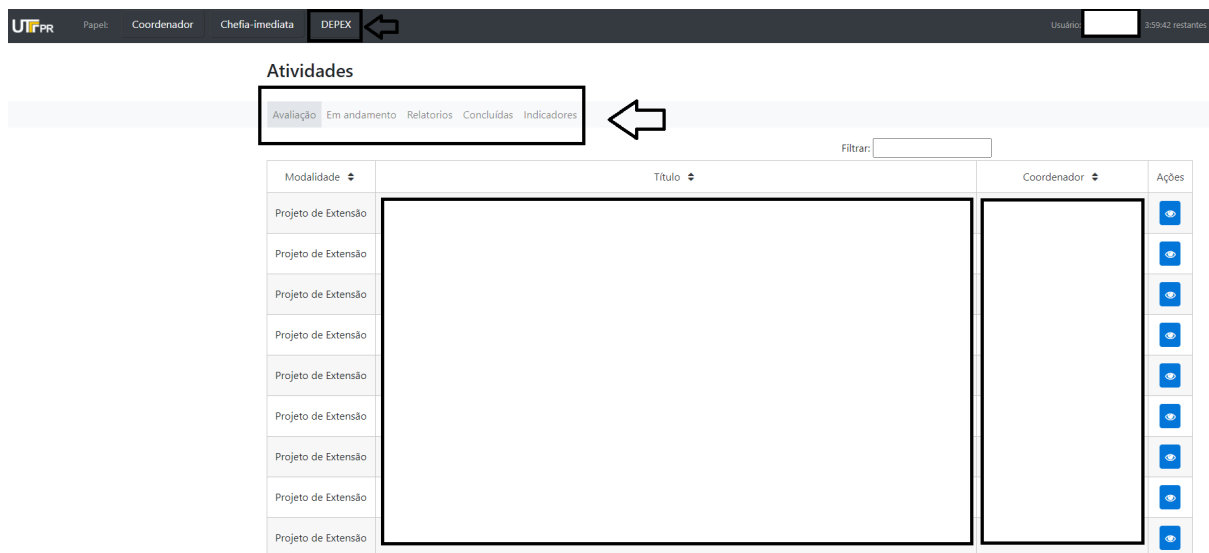 UTFPR Papel: Coordenador Chefia-imediata DEPEX Usuário: 3:59:42 restantes
Atividades
Avaliação Em andamento Relatorios Concluídas Indicadores
Filtrar:
Modalidade Título Coordenador Ações
Projeto de Extensão
Projeto de Extensão
Projeto de Extensão
Projeto de Extensão
Projeto de Extensão
Projeto de Extensão
Projeto de Extensão
Projeto de Extensão
Projeto de Extensão